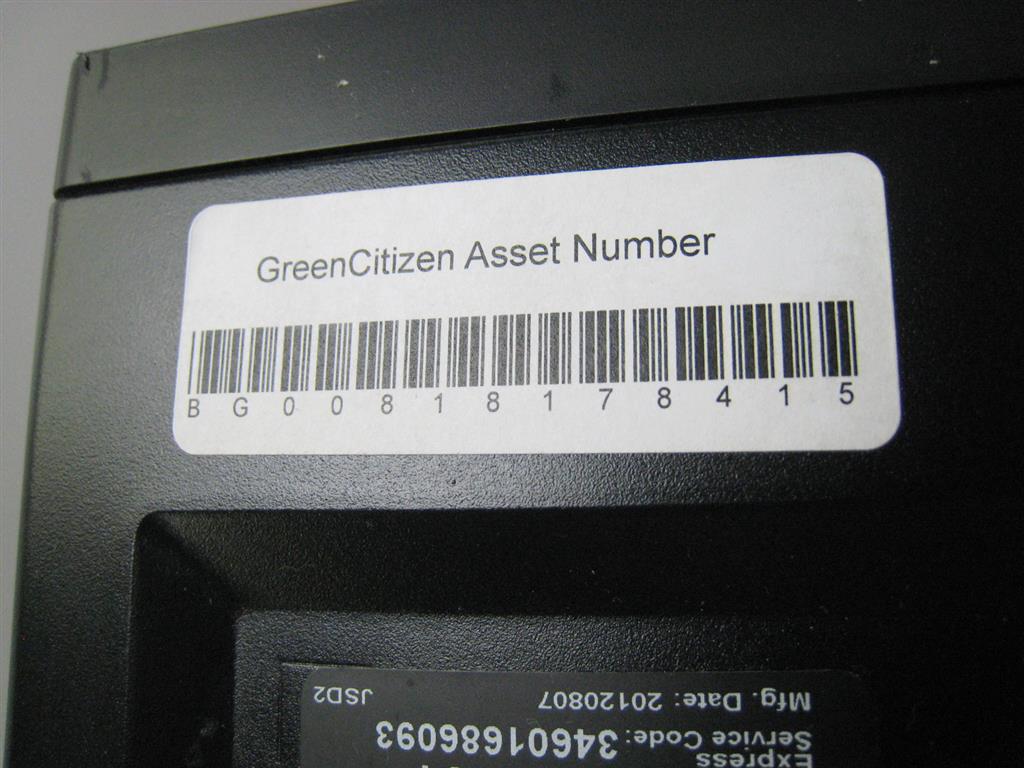 GreenCitizen Asset Number
BG00818178415
Express
Service Code: 34601686093
Mfg. Date: 20120807 JSD2